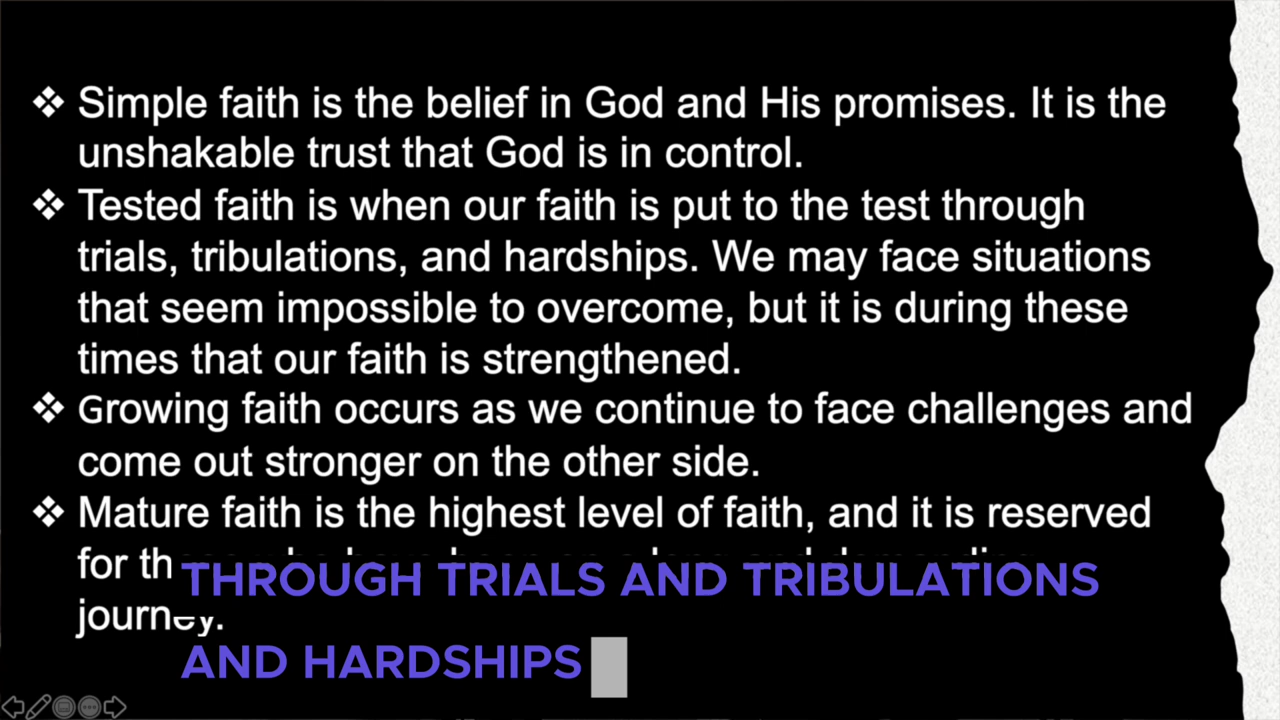 ❖ Simple faith is the belief in God and His promises. It is the
unshakable trust that God is in control.
❖ Tested faith is when our faith is put to the test through
trials, tribulations, and hardships. We may face situations
that seem impossible to overcome, but it is during these
times that our faith is strengthened.
❖ Growing faith occurs as we continue to face challenges and
come out stronger on the other side.
❖ Mature faith is the highest level of faith, and it is reserved
for
journey.
THROUGH TRIALS AND TRIBULATIONS
AND HARDSHIPS